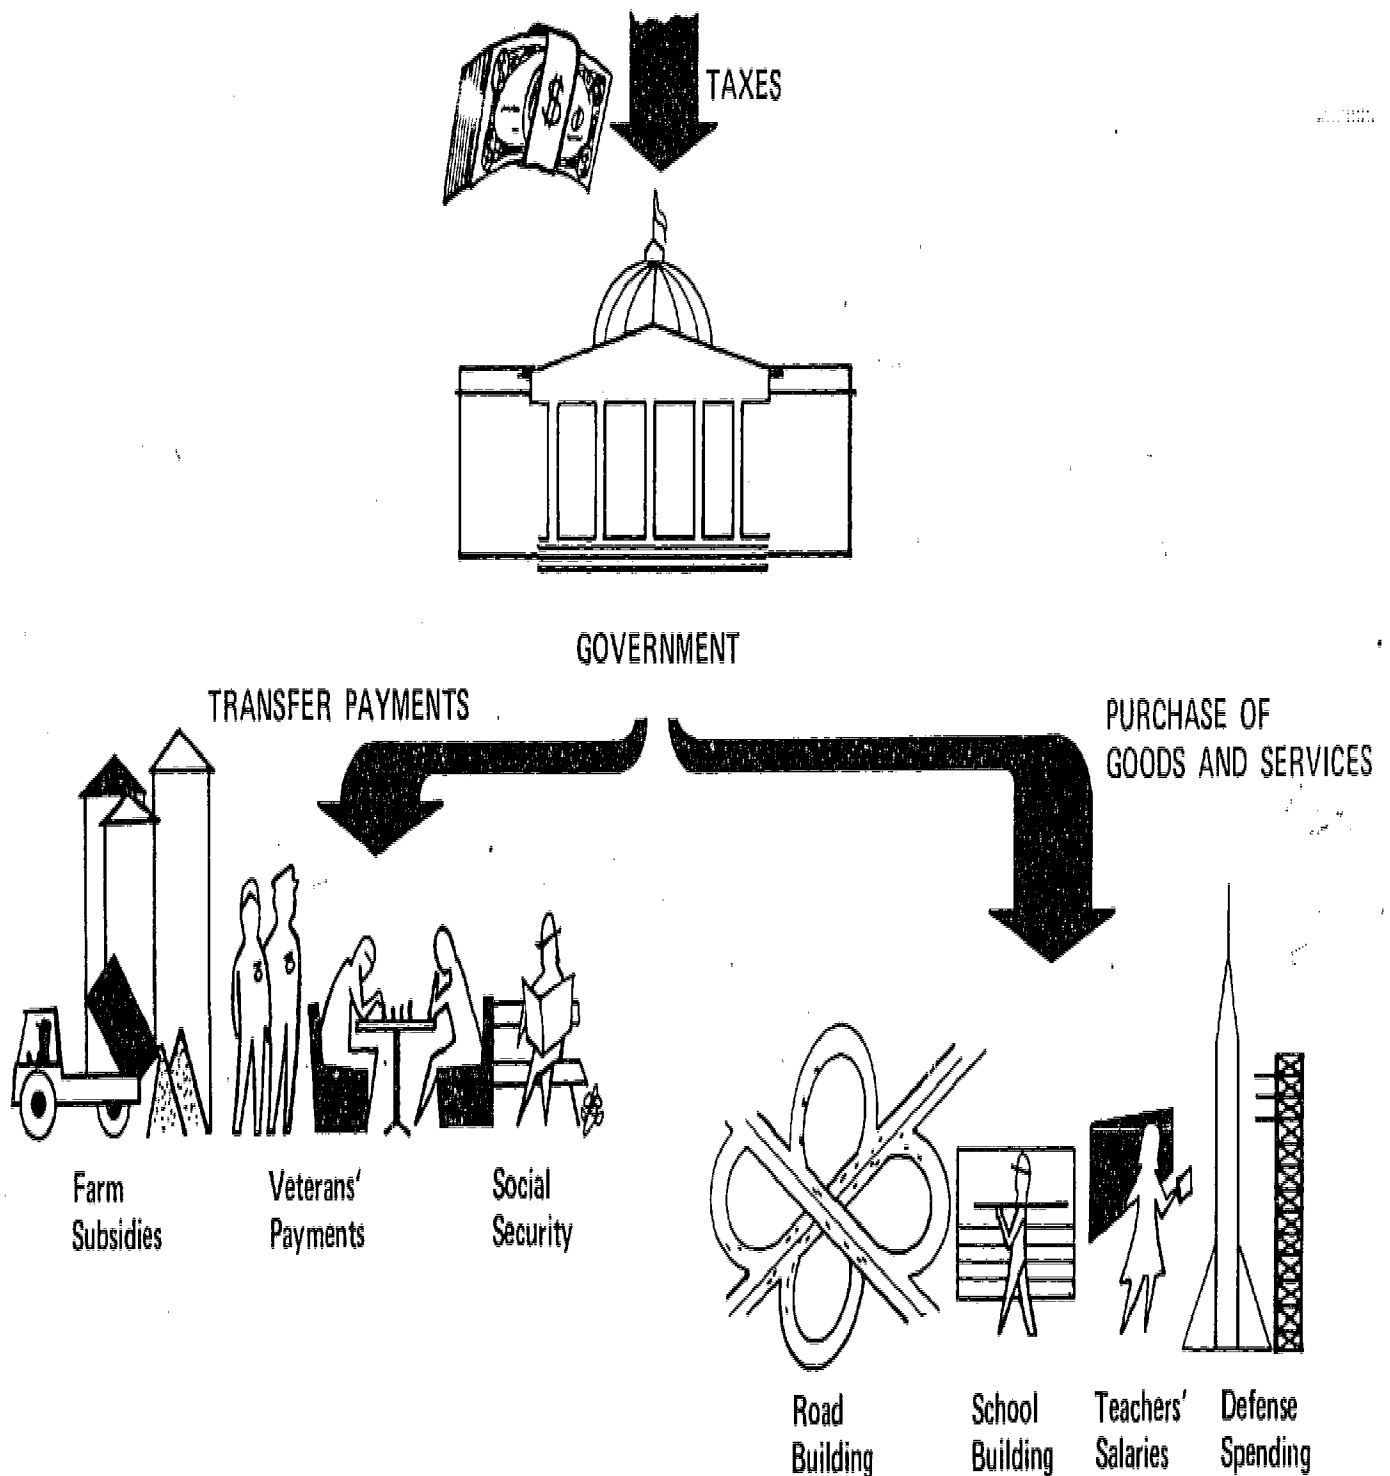 $
TAXES
GOVERNMENT
TRANSFER PAYMENTS
PURCHASE OF
GOODS AND SERVICES
Farm
Subsidies
Veterans'
Payments
Social
Security
Road
Building
School
Building
Teachers'
Salaries
Defense
Spending